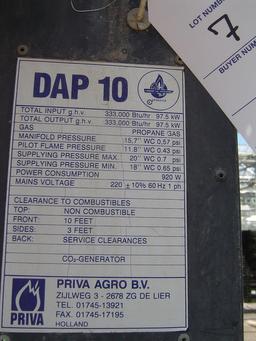 LOT NUMBER
7
BUYER NUM
DAP 10
TOTAL INPUT g.h.v. 333,000 Btu/hr 97.5 kW
TOTAL OUTPUT g.h.v. 333,000 Btu/hr 97.5 kW
GAS PROPANE GAS
MANIFOLD PRESSURE 15.7" WC 0,57 psi
PILOT FLAME PRESSURE 11.8" WC 0.43 psi
SUPPLYING PRESSURE MAX. 20" WC 0.7 psi
SUPPLYING PRESSURE MIN. 18" WC 0.65 psi
POWER CONSUMPTION 920 W
MAINS VOLTAGE 220 ± 10% 60 Hz 1 ph
CLEARANCE TO COMBUSTIBLES
TOP: NON COMBUSTIBLE
FRONT: 10 FEET
SIDES: 3 FEET
BACK: SERVICE CLEARANCES
CO₂-GENERATOR
PRIVA AGRO B.V.
ZIJLWEG 3 - 2678 ZG DE LIER
TEL. 01745-13921
FAX. 01745-17195
HOLLAND
PRIVA